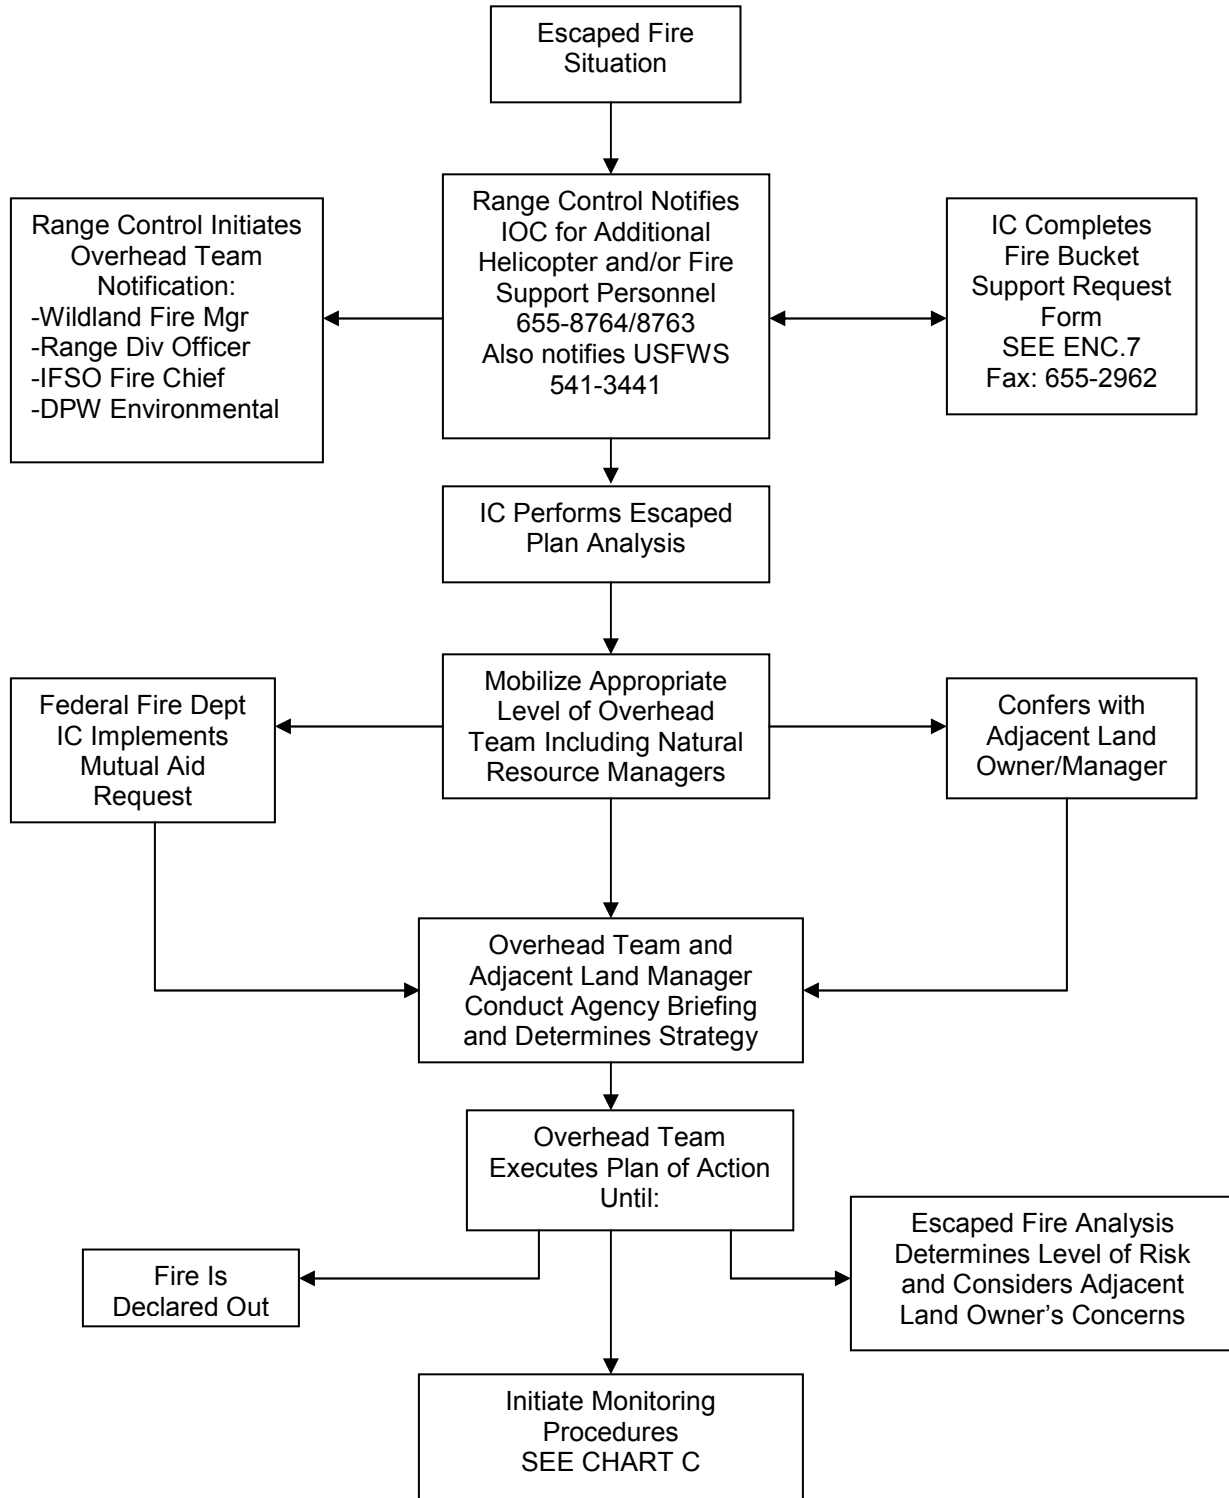 Escaped Fire
Situation
Range Control Initiates
Overhead Team
Notification:
-Wildland Fire Mgr
-Range Div Officer
-IFSO Fire Chief
-DPW Environmental
Range Control Notifies
IOC for Additional
Helicopter and/or Fire
Support Personnel
655-8764/8763
Also notifies USFWS
541-3441
IC Completes
Fire Bucket
Support Request
Form
SEE ENC.7
Fax: 655-2962
IC Performs Escaped
Plan Analysis
Federal Fire Dept
IC Implements
Mutual Aid
Request
Mobilize Appropriate
Level of Overhead
Team Including Natural
Resource Managers
Confers with
Adjacent Land
Owner/Manager
Overhead Team and
Adjacent Land Manager
Conduct Agency Briefing
and Determines Strategy
Overhead Team
Executes Plan of Action
Until:
Fire Is
Declared Out
Escaped Fire Analysis
Determines Level of Risk
and Considers Adjacent
Land Owner’s Concerns
Initiate Monitoring
Procedures
SEE CHART C